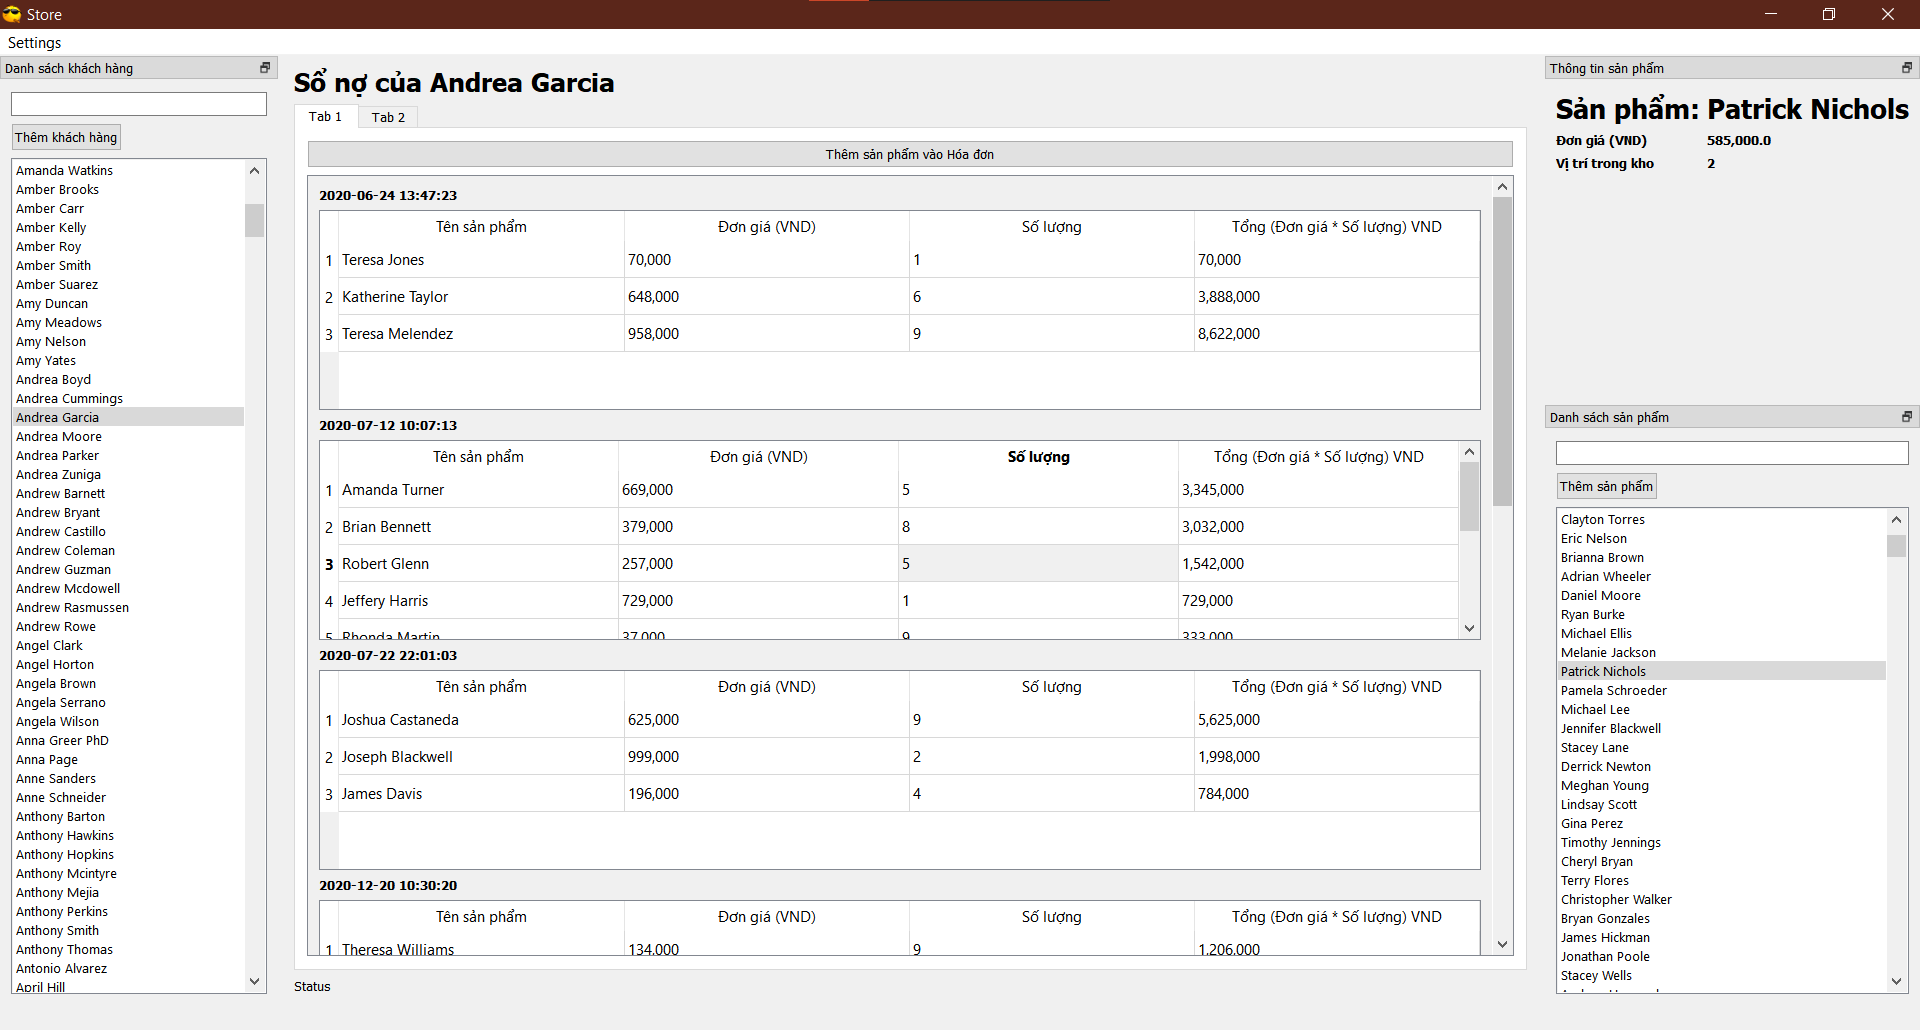 Store
Settings
Danh sách khách hàng
Thêm khách hàng
Amanda Watkins
Amber Brooks
Amber Carr
Amber Kelly
Amber Roy
Amber Smith
Amber Suarez
Amy Duncan
Amy Meadows
Amy Nelson
Amy Yates
Andrea Boyd
Andrea Cummings
Andrea Garcia
Andrea Moore
Andrea Parker
Andrea Zuniga
Andrew Barnett
Andrew Bryant
Andrew Castillo
Andrew Coleman
Andrew Guzman
Andrew Mcdowell
Andrew Rasmussen
Andrew Rowe
Angel Clark
Angel Horton
Angela Brown
Angela Serrano
Angela Wilson
Anna Greer PhD
Anna Page
Anne Sanders
Anne Schneider
Anthony Barton
Anthony Hawkins
Anthony Hopkins
Anthony Mcintyre
Anthony Mejia
Anthony Perkins
Anthony Smith
Anthony Thomas
Antonio Alvarez
April Hill
Sổ nợ của Andrea Garcia
Tab 1 Tab 2
Thêm sản phẩm vào Hóa đơn
2020-06-24 13:47:23
Tên sản phẩm Đơn giá (VND) Số lượng Tổng (Đơn giá * Số lượng) VND
1 Teresa Jones 70,000 1 70,000
2 Katherine Taylor 648,000 6 3,888,000
3 Teresa Melendez 958,000 9 8,622,000
2020-07-12 10:07:13
Tên sản phẩm Đơn giá (VND) Số lượng Tổng (Đơn giá * Số lượng) VND
1 Amanda Turner 669,000 5 3,345,000
2 Brian Bennett 379,000 8 3,032,000
3 Robert Glenn 257,000 5 1,542,000
4 Jeffery Harris 729,000 1 729,000
5 Rhonda Martin 37,000 9 333,000
2020-07-22 22:01:03
Tên sản phẩm Đơn giá (VND) Số lượng Tổng (Đơn giá * Số lượng) VND
1 Joshua Castaneda 625,000 9 5,625,000
2 Joseph Blackwell 999,000 2 1,998,000
3 James Davis 196,000 4 784,000
2020-12-20 10:30:20
Tên sản phẩm Đơn giá (VND) Số lượng Tổng (Đơn giá * Số lượng) VND
1 Theresa Williams 134,000 9 1,206,000
Status
Thông tin sản phẩm
Sản phẩm: Patrick Nichols
Đơn giá (VND) 585,000.0
Vị trí trong kho 2
Danh sách sản phẩm
Thêm sản phẩm
Clayton Torres
Eric Nelson
Brianna Brown
Adrian Wheeler
Daniel Moore
Ryan Burke
Michael Ellis
Melanie Jackson
Patrick Nichols
Pamela Schroeder
Michael Lee
Jennifer Blackwell
Stacey Lane
Derrick Newton
Meghan Young
Lindsay Scott
Gina Perez
Timothy Jennings
Cheryl Bryan
Terry Flores
Christopher Walker
Bryan Gonzales
James Hickman
Jonathan Poole
Stacey Wells